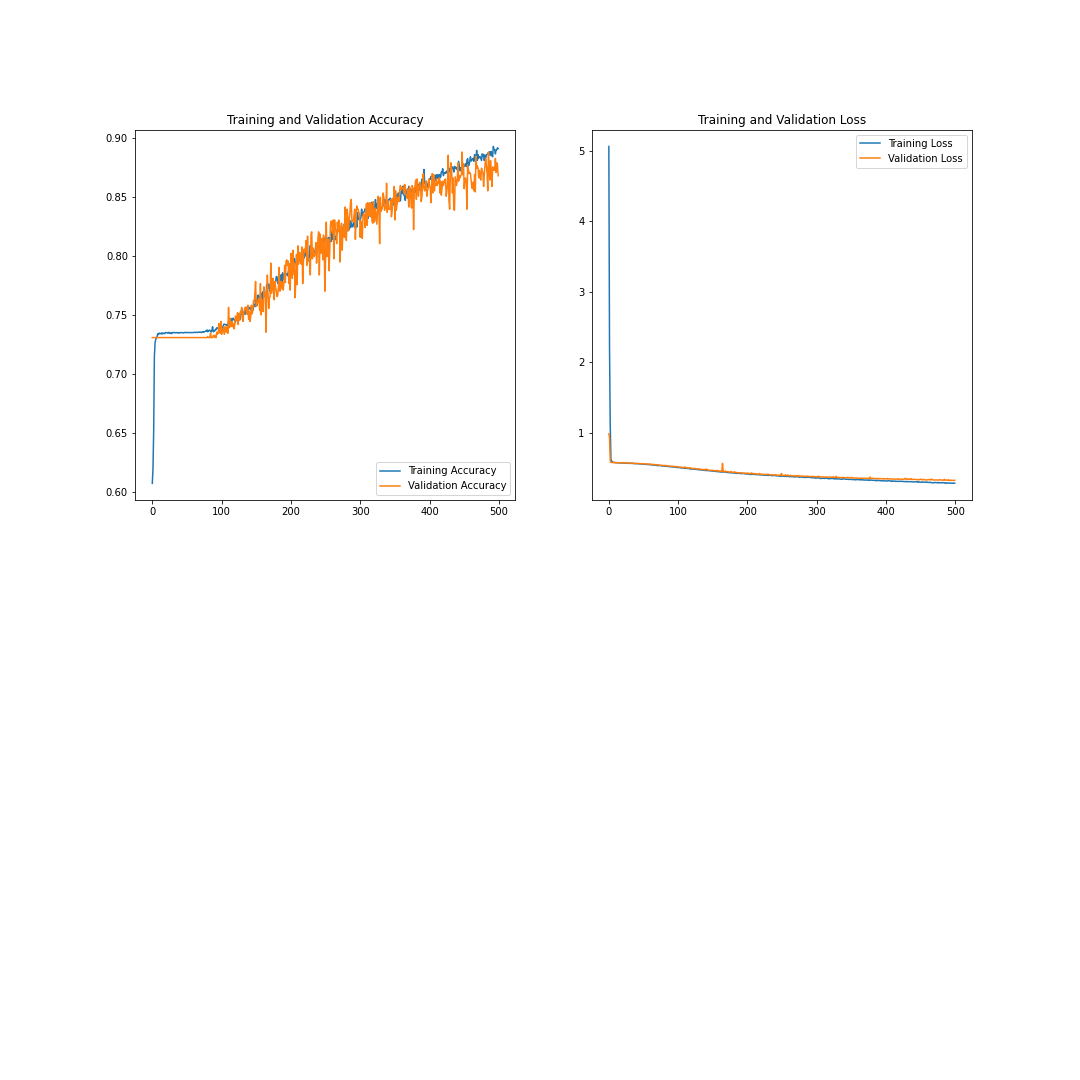 Training and Validation Accuracy
0.90
0.85
0.80
0.75
0.70
0.65
0.60
Training Accuracy
Validation Accuracy
0 100 200 300 400 500
Training and Validation Loss
5
4
3
2
1
Training Loss
Validation Loss
0 100 200 300 400 500